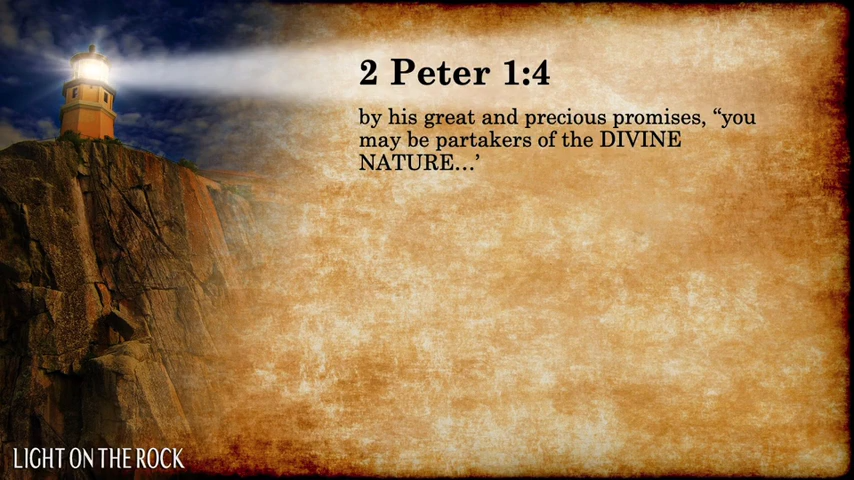 2 Peter 1:4
by his great and precious promises, “you
may be partakers of the DIVINE
NATURE…’
LIGHT ON THE ROCK